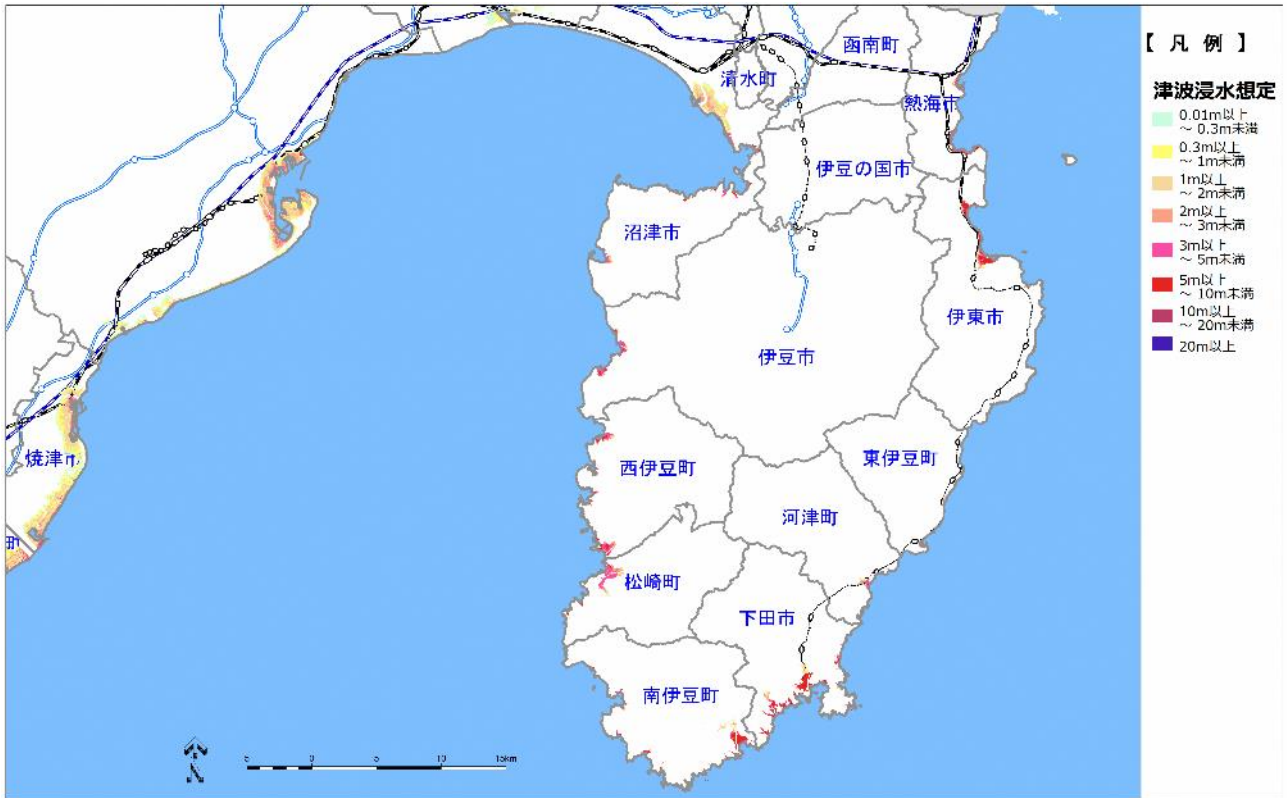 函南町
清水町
熱海市
伊豆の国市
沼津市
伊東市
伊豆市
焼津市
西伊豆町
東伊豆町
河津町
町
松崎町
下田市
南伊豆町
N
5 0 5 10 15km
【 凡 例 】
津波浸水想定
0.01m以上
～ 0.3m未満
0.3m以上
～ 1m未満
1m以上
～ 2m未満
2m以上
～ 3m未満
3m以上
～ 5m未満
5m以上
～ 10m未満
10m以上
～ 20m未満
20m以上